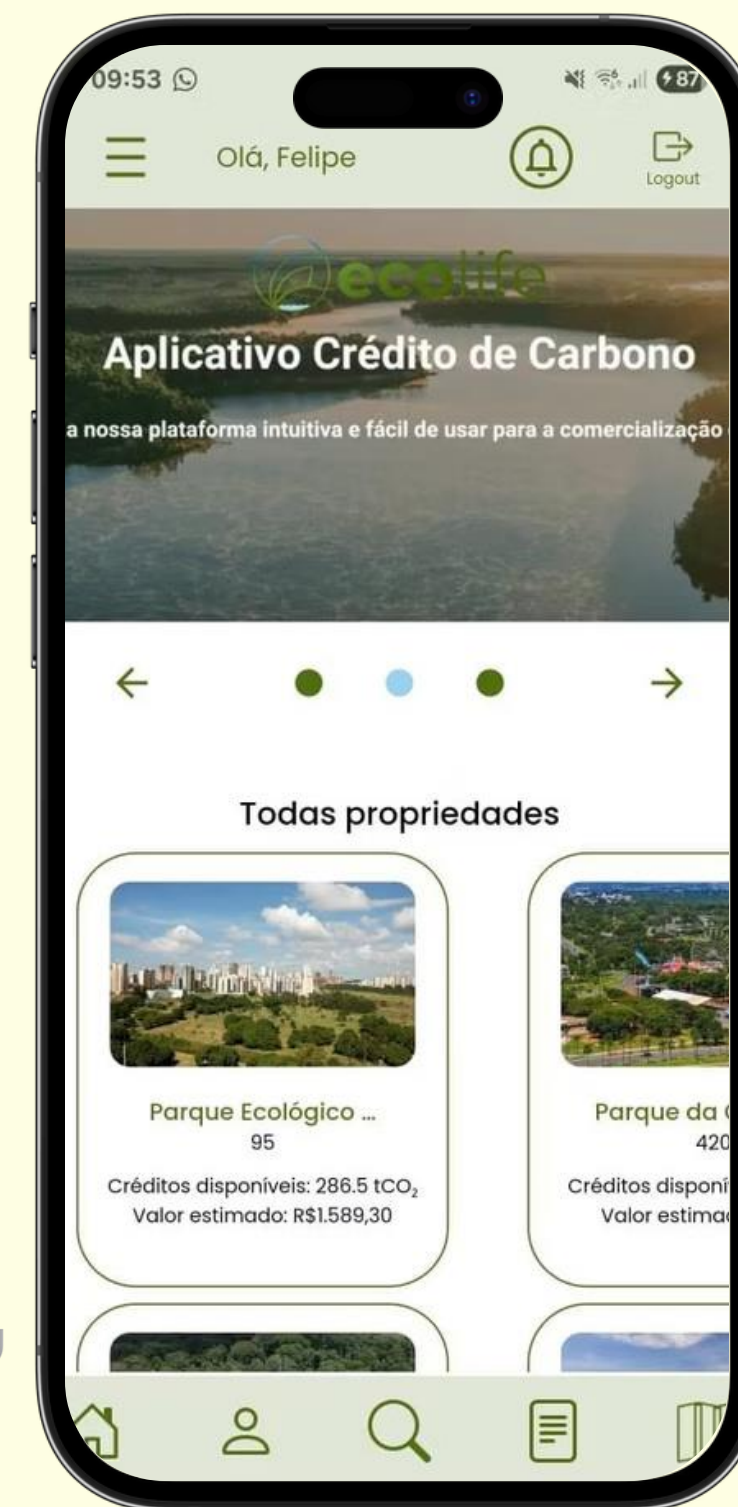 09:53
87
Olá, Felipe
Logout
ecolife
Aplicativo Crédito de Carbono
a nossa plataforma intuitiva e fácil de usar para a comercialização
Todas propriedades
Parque Ecológico ...
95
Créditos disponíveis: 286.5 tCO₂
Valor estimado: R$1.589,30
Parque da
420
Créditos disponí
Valor estima